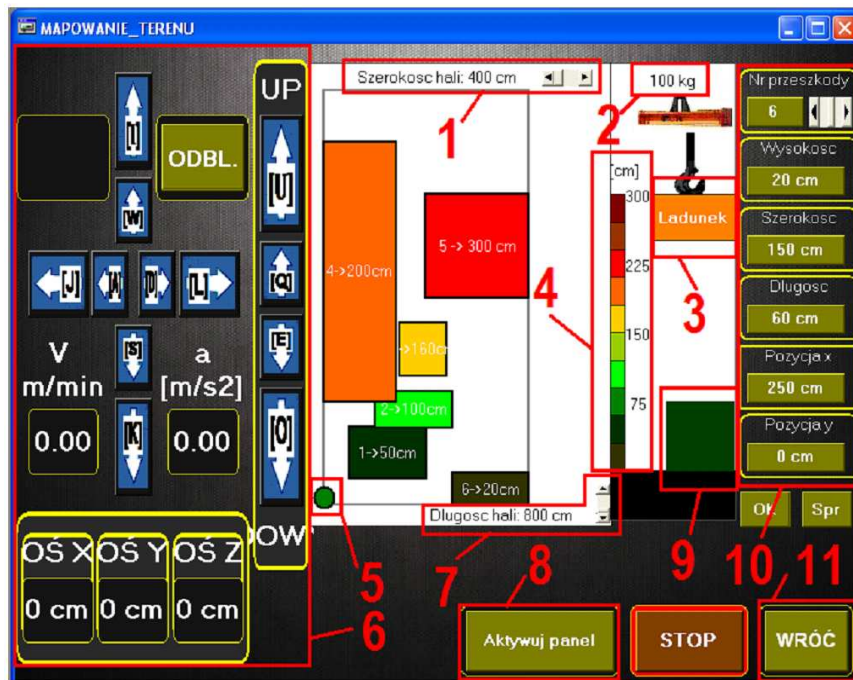 MAPOWANIE_TERENU
UP
[I]
ODBL.
[U]
[W]
[J]
[A]
[D]
[L]
[Q]
[S]
[E]
V
m/min
a
[m/s2]
[K]
[O]
0.00
0.00
DOW
OŚ X
OŚ Y
OŚ Z
0 cm
0 cm
0 cm
6
Szerokosc hali: 400 cm
1
4->200cm
5 -> 300 cm
->160cm
2->100cm
1->50cm
6->20cm
Dlugosc hali: 800 cm
5
7
100 kg
2
[cm]
300
225
150
75
4
Ladunek
3
9
Nr przeszkody
6
Wysokosc
20 cm
Szerokosc
150 cm
Dlugosc
60 cm
Pozycja x
250 cm
Pozycja y
0 cm
OK
Spr
10
8
11
Aktywuj panel
STOP
WRÓĆ